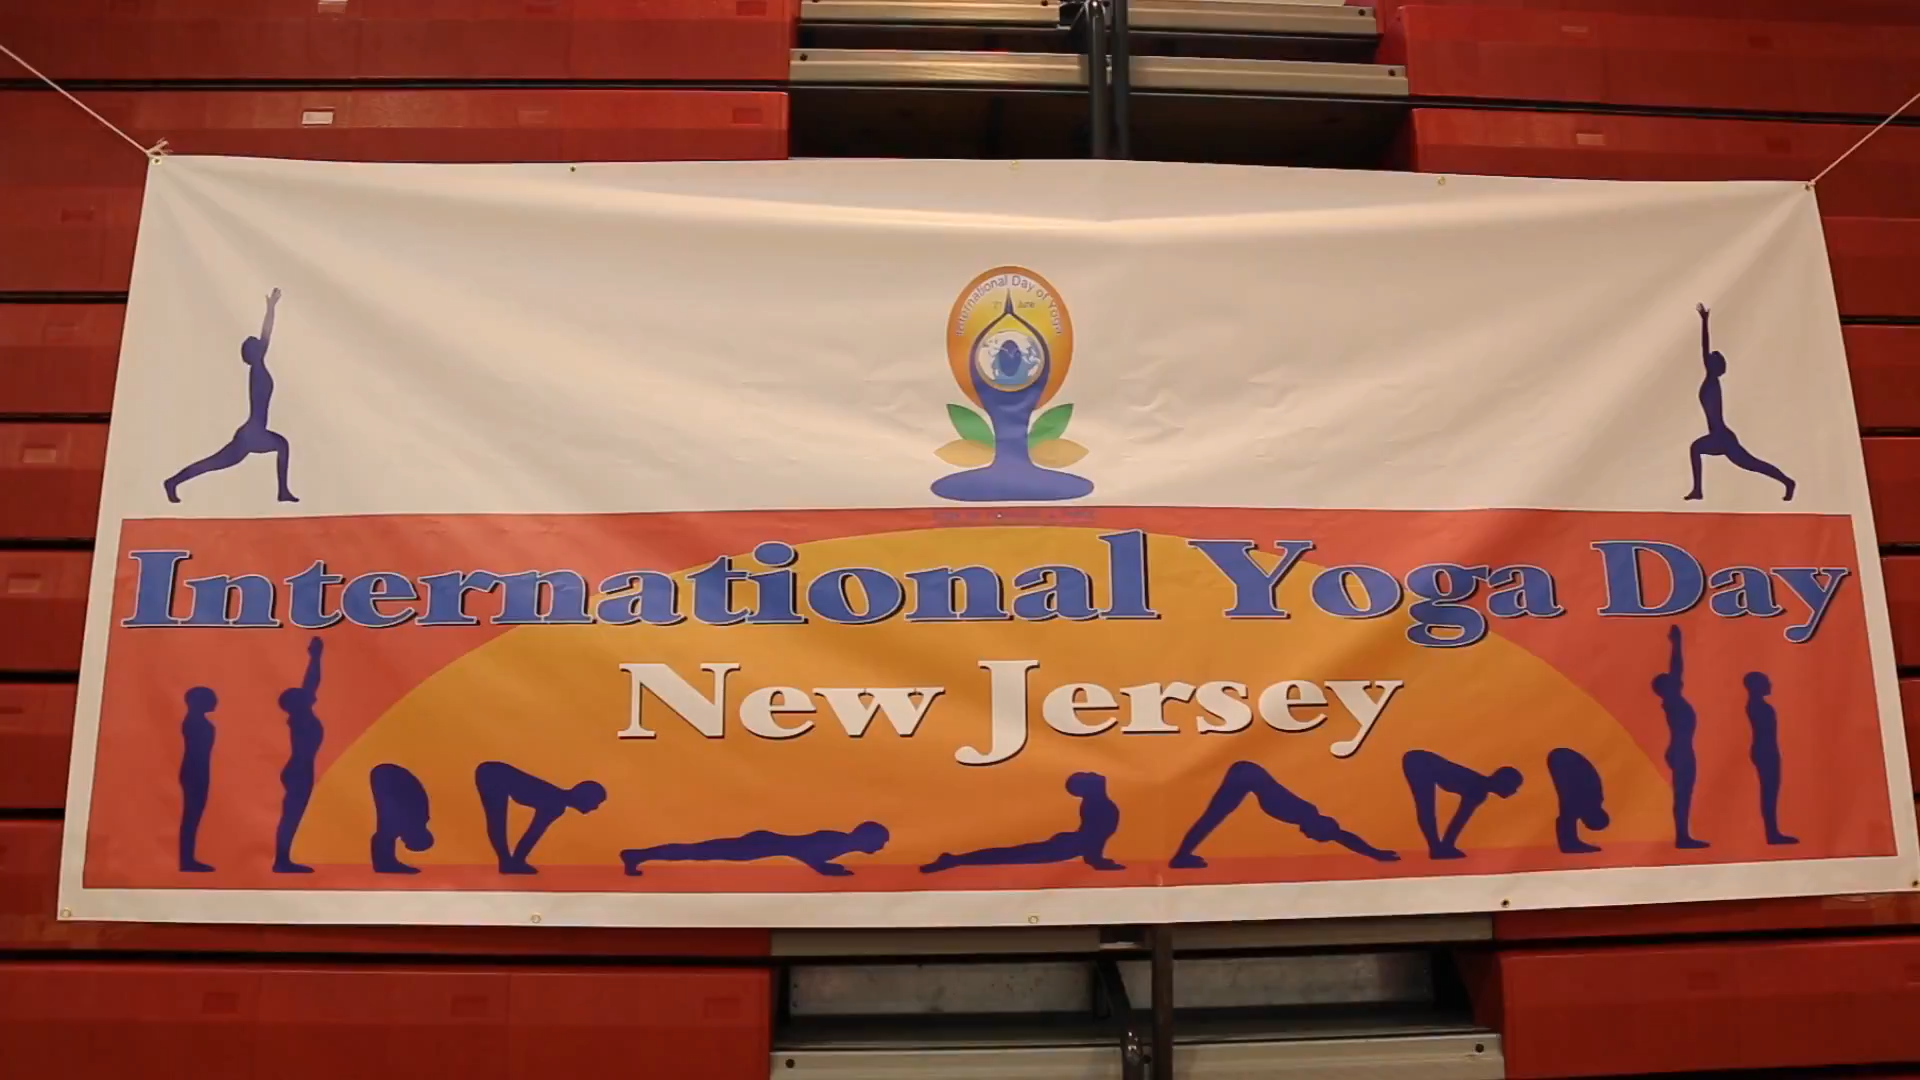 International Day of Yoga
21 June
International Yoga Day
New Jersey